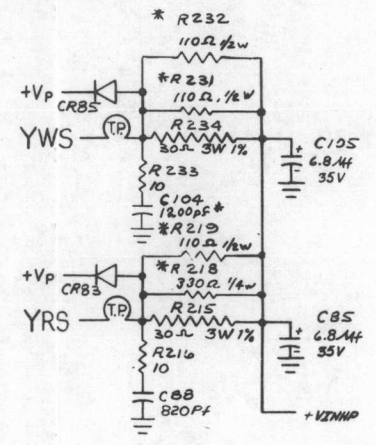 * R232
110Ω 1/2W
+Vp
CR85
*R231
110Ω, 1/2W
YWS
T.P.
R234
30Ω 3W 1%
C105
6.8Mf
35V
R233
10
C104
1200pf *
*R219
110Ω 1/2W
+Vp
CR83
*R218
330Ω 1/4W
YRS
T.P.
R215
30Ω 3W 1%
C85
6.8Mf
35V
R216
10
C88
820Pf
+VINHP